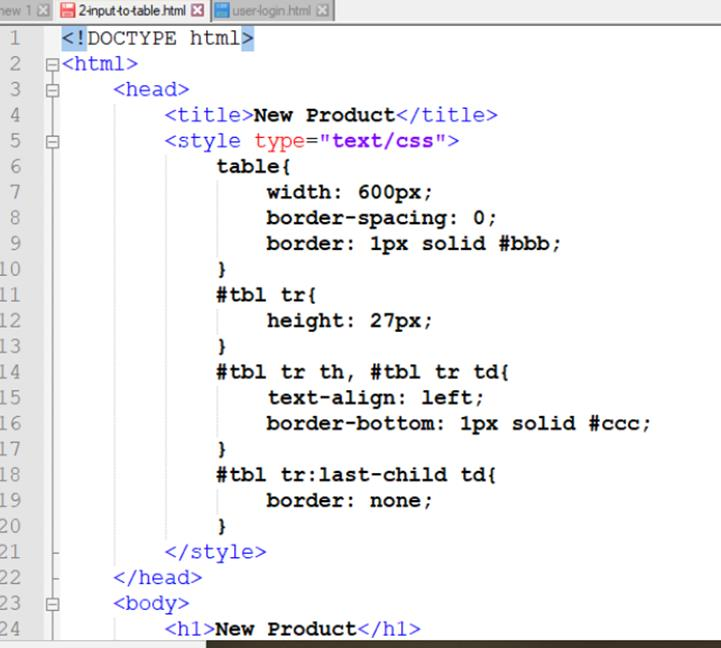 new 1 2-input-to-table.html user-login.html
1 <!DOCTYPE html>
2 <html>
3 <head>
4 <title>New Product</title>
5 <style type="text/css">
6 table{
7 width: 600px;
8 border-spacing: 0;
9 border: 1px solid #bbb;
10 }
11 #tbl tr{
12 height: 27px;
13 }
14 #tbl tr th, #tbl tr td{
15 text-align: left;
16 border-bottom: 1px solid #ccc;
17 }
18 #tbl tr:last-child td{
19 border: none;
20 }
21 </style>
22 </head>
23 <body>
24 <h1>New Product</h1>